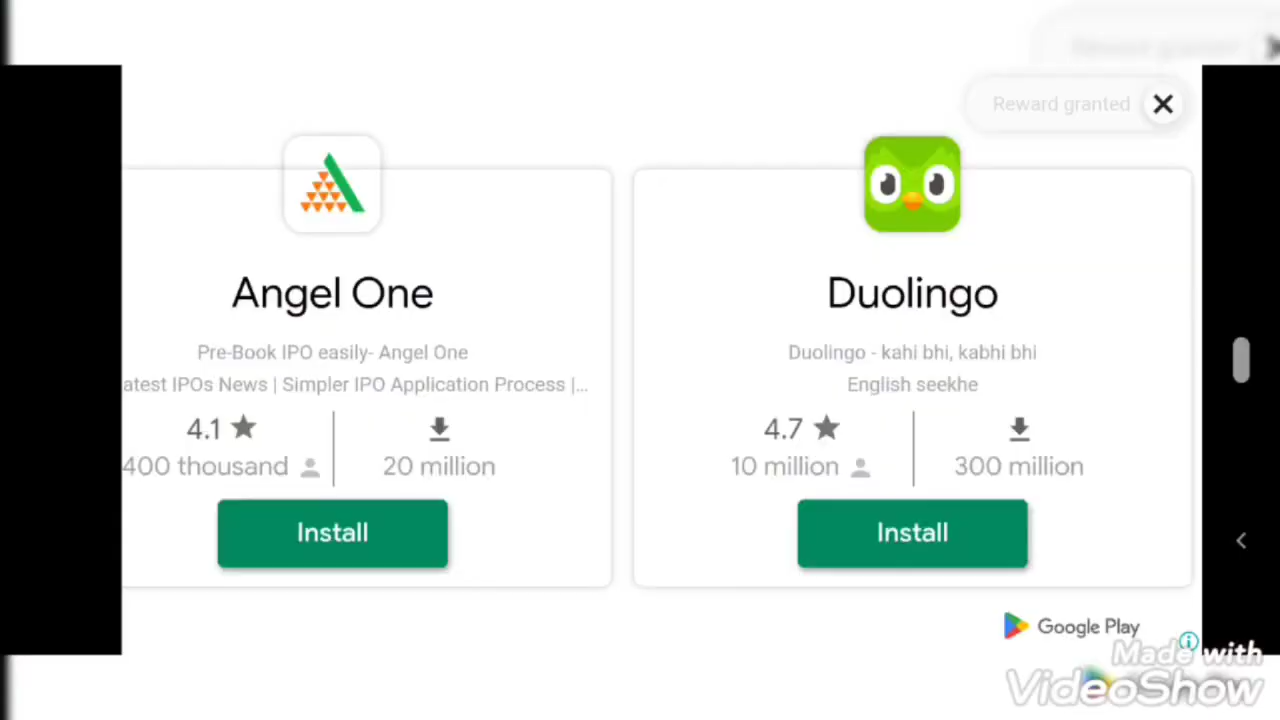 Reward granted
Angel One
Pre-Book IPO easily- Angel One
atest IPOs News | Simpler IPO Application Process |...
4.1
400 thousand
20 million
Install
Duolingo
Duolingo - kahi bhi, kabhi bhi
English seekhe
4.7
10 million
300 million
Install
Google Play
Made with
VideoShow